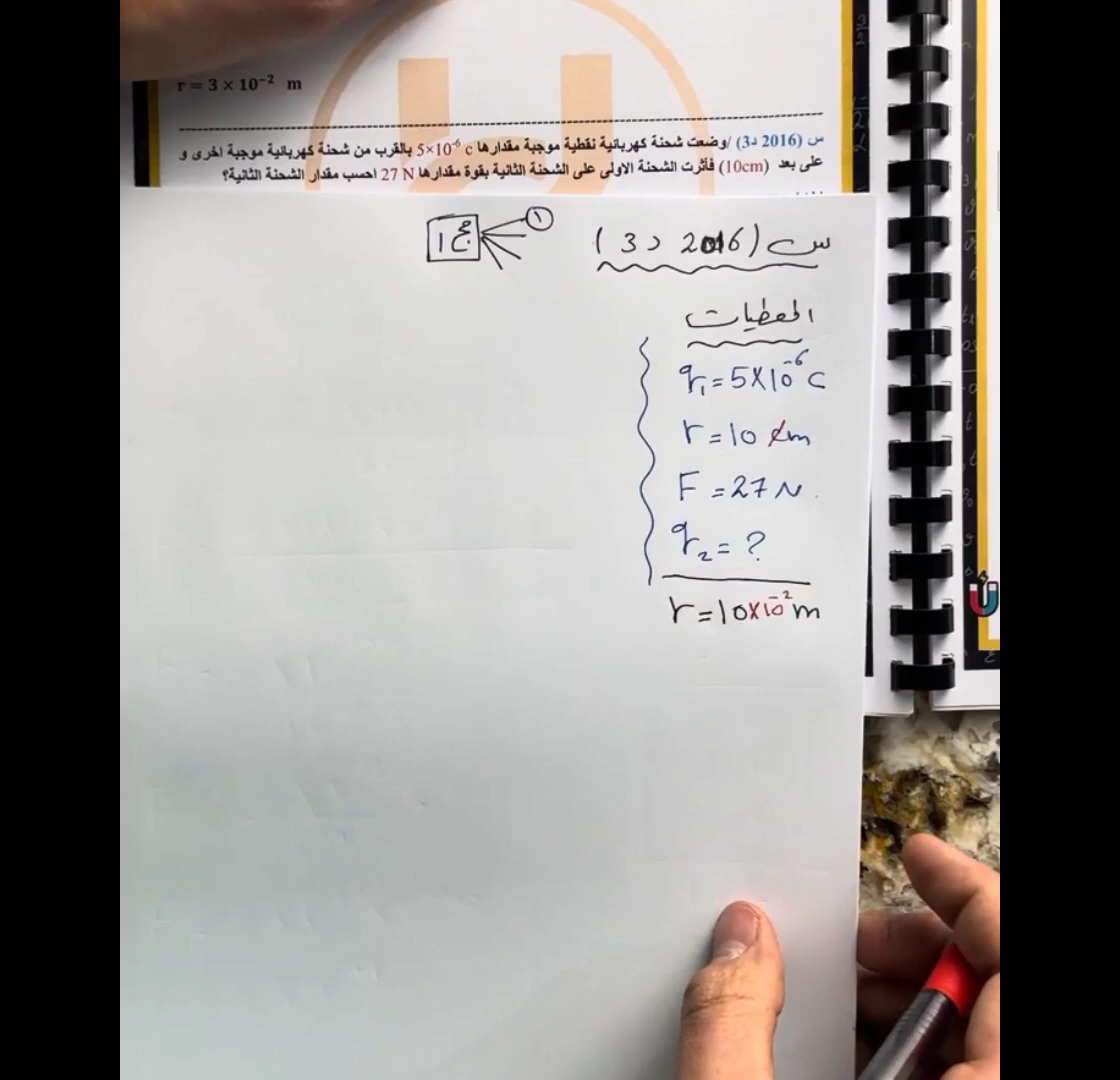 r = 3 × 10⁻² m
س (2016 د3) /وضعت شحنة كهربائية نقطية موجبة مقدارها 5×10⁻⁶ c بالقرب من شحنة كهربائية موجبة اخرى و
على بعد (10cm) فأثرت الشحنة الاولى على الشحنة الثانية بقوة مقدارها 27 N احسب مقدار الشحنة الثانية؟
س (2016 د 3)
١
المعطيات
q₁ = 5×10⁻⁶ C
r = 10 cm
F = 27 N
q₂ = ?
r = 10×10⁻² m